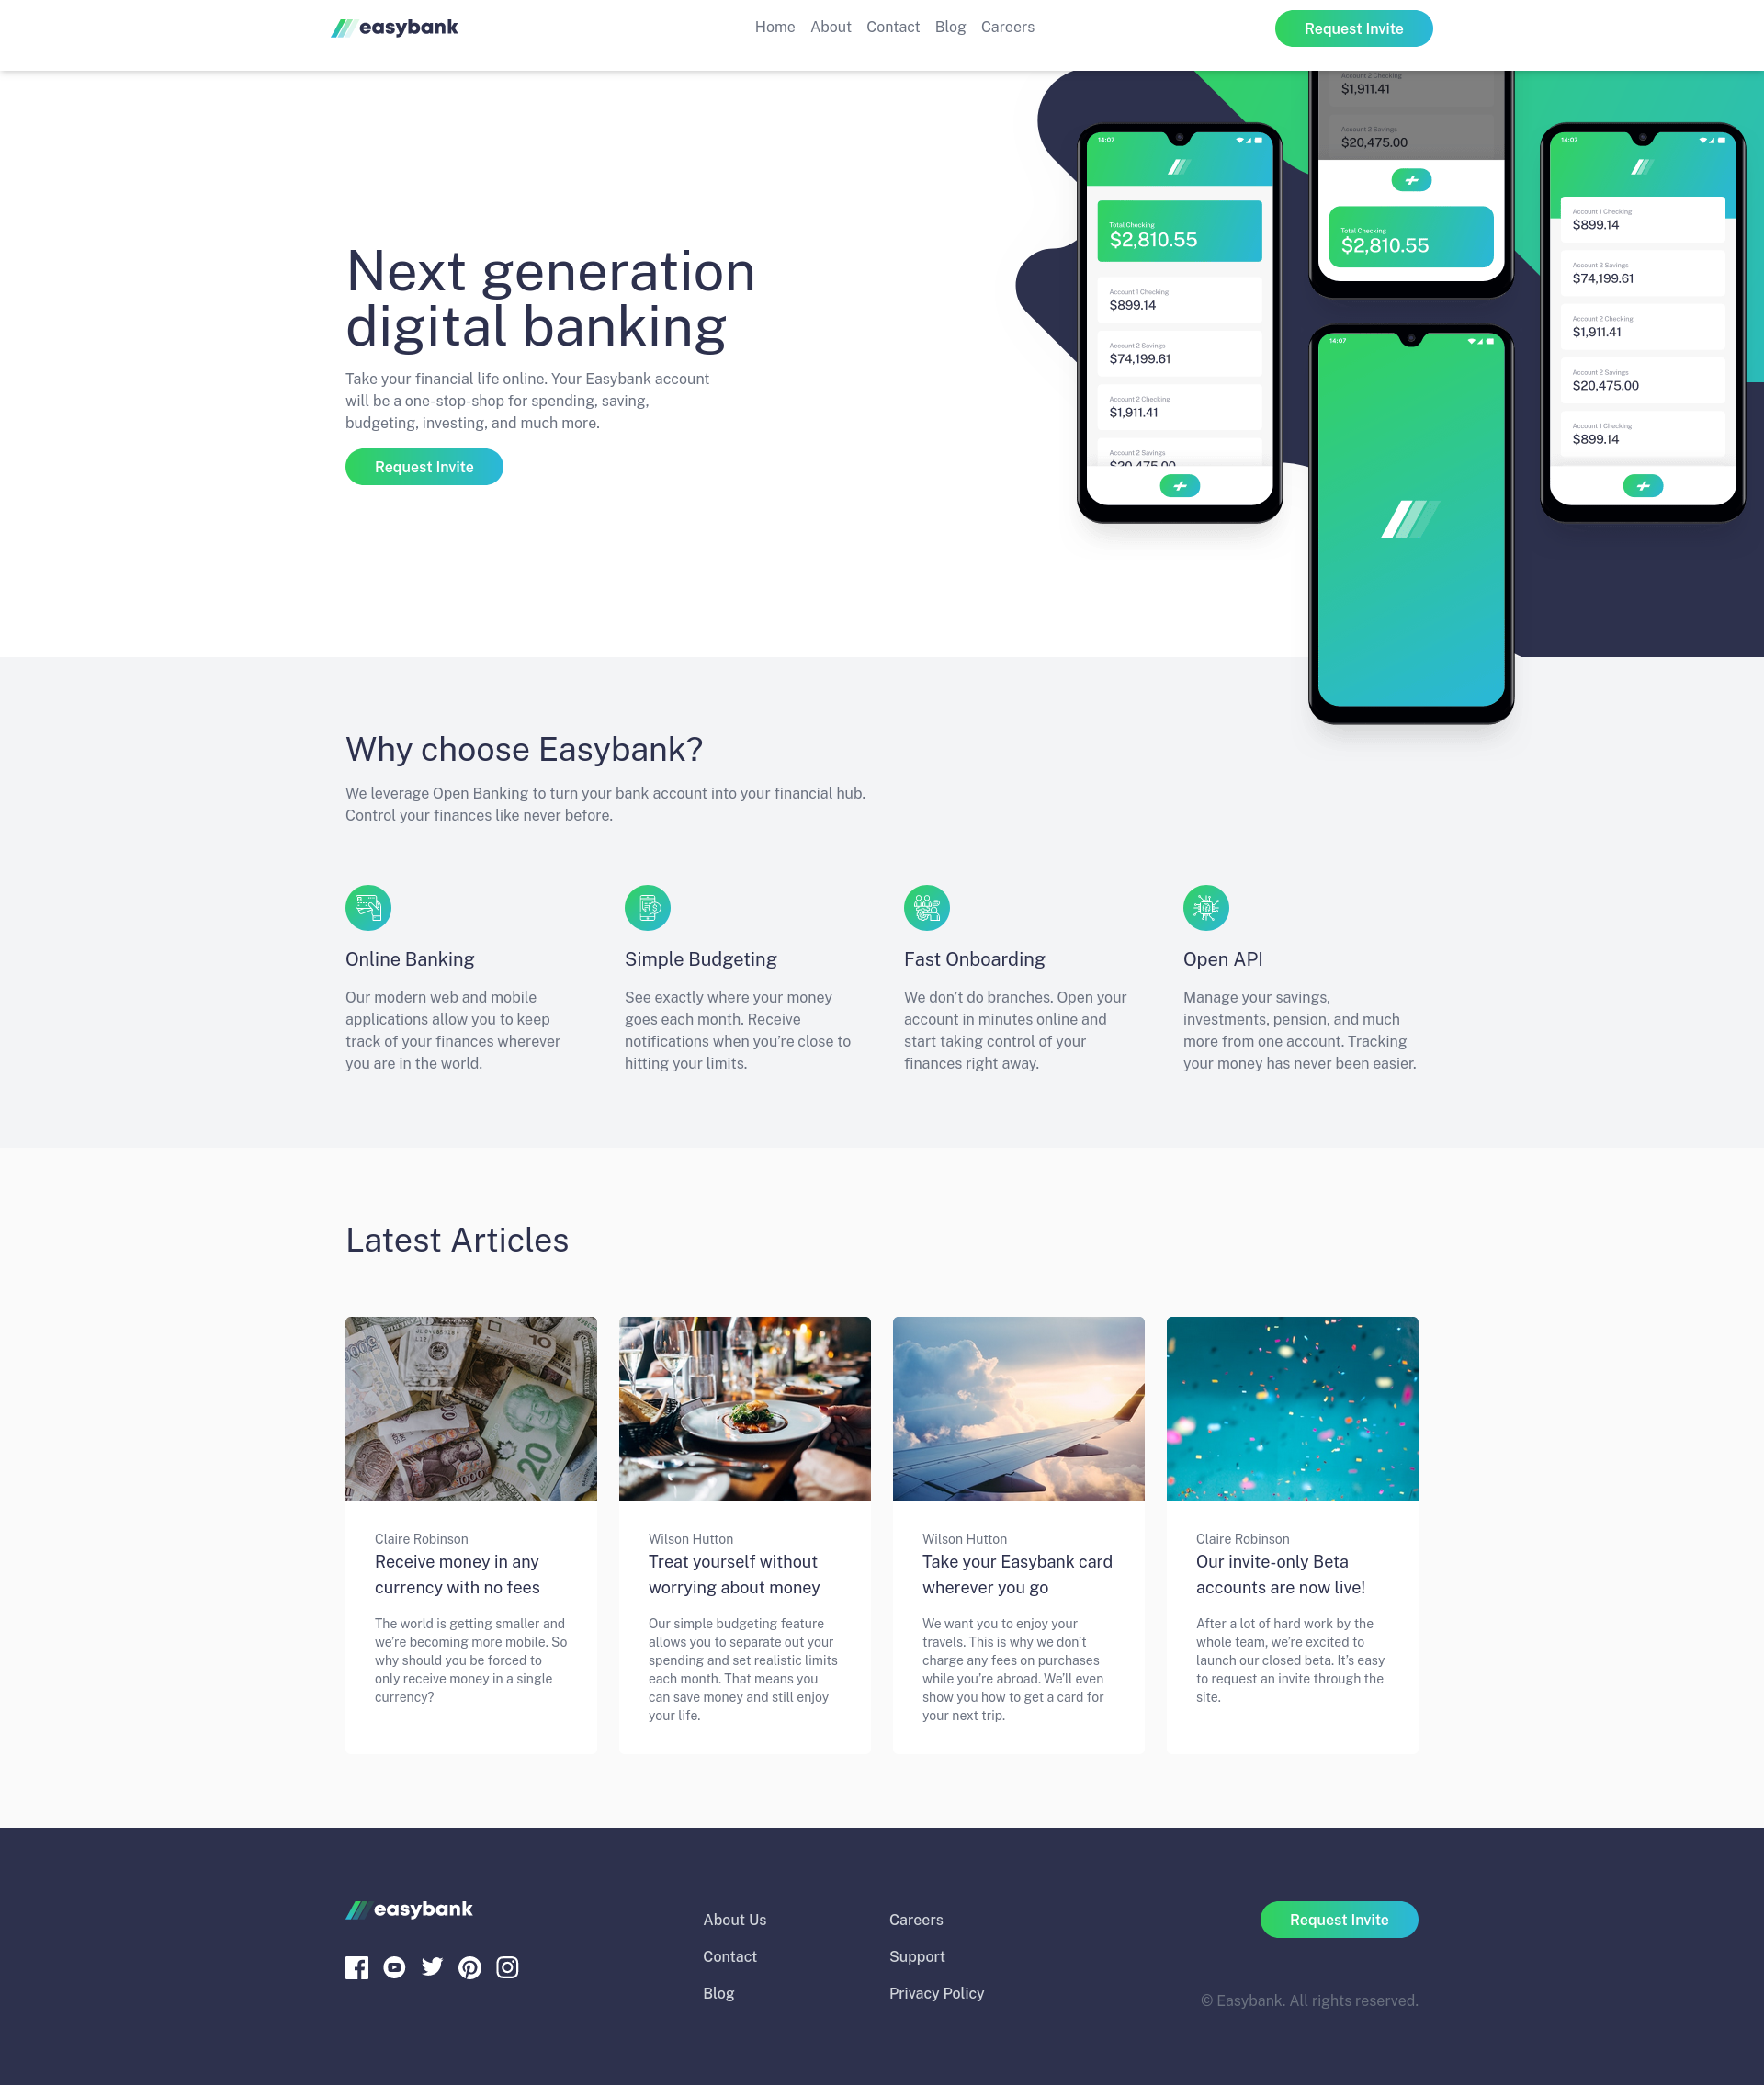 easybank
Home About Contact Blog Careers
Request Invite
Next generation
digital banking
Take your financial life online. Your Easybank account
will be a one-stop-shop for spending, saving,
budgeting, investing, and much more.
Request Invite
14:07
Total Checking
$2,810.55
Account 1 Checking
$899.14
Account 2 Savings
$74,199.61
Account 2 Checking
$1,911.41
Account 2 Savings
$20,475.00
Account 2 Checking
$1,911.41
Account 2 Savings
$20,475.00
Total Checking
$2,810.55
14:07
14:07
Account 1 Checking
$899.14
Account 2 Savings
$74,199.61
Account 2 Checking
$1,911.41
Account 2 Savings
$20,475.00
Account 1 Checking
$899.14
Why choose Easybank?
We leverage Open Banking to turn your bank account into your financial hub.
Control your finances like never before.
Online Banking
Our modern web and mobile
applications allow you to keep
track of your finances wherever
you are in the world.
Simple Budgeting
See exactly where your money
goes each month. Receive
notifications when you’re close to
hitting your limits.
Fast Onboarding
We don’t do branches. Open your
account in minutes online and
start taking control of your
finances right away.
Open API
Manage your savings,
investments, pension, and much
more from one account. Tracking
your money has never been easier.
Latest Articles
10
20
1000
Claire Robinson
Receive money in any
currency with no fees
The world is getting smaller and
we’re becoming more mobile. So
why should you be forced to
only receive money in a single
currency?
Wilson Hutton
Treat yourself without
worrying about money
Our simple budgeting feature
allows you to separate out your
spending and set realistic limits
each month. That means you
can save money and still enjoy
your life.
Wilson Hutton
Take your Easybank card
wherever you go
We want you to enjoy your
travels. This is why we don’t
charge any fees on purchases
while you’re abroad. We’ll even
show you how to get a card for
your next trip.
Claire Robinson
Our invite-only Beta
accounts are now live!
After a lot of hard work by the
whole team, we’re excited to
launch our closed beta. It’s easy
to request an invite through the
site.
easybank
About Us
Contact
Blog
Careers
Support
Privacy Policy
Request Invite
© Easybank. All rights reserved.